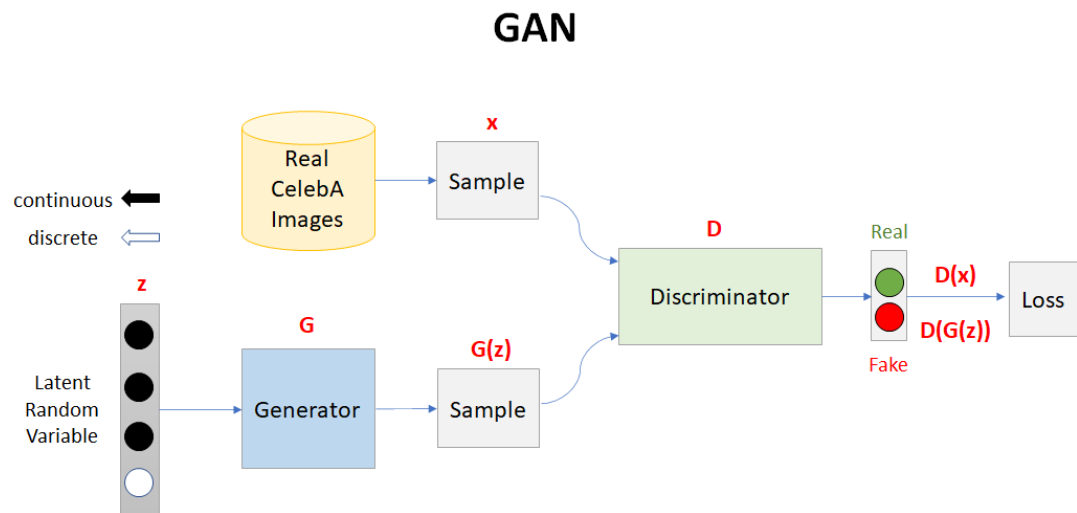 GAN
continuous
discrete
z
Latent
Random
Variable
Real
CelebA
Images
x
Sample
G
Generator
G(z)
Sample
D
Discriminator
Real
Fake
D(x)
D(G(z))
Loss